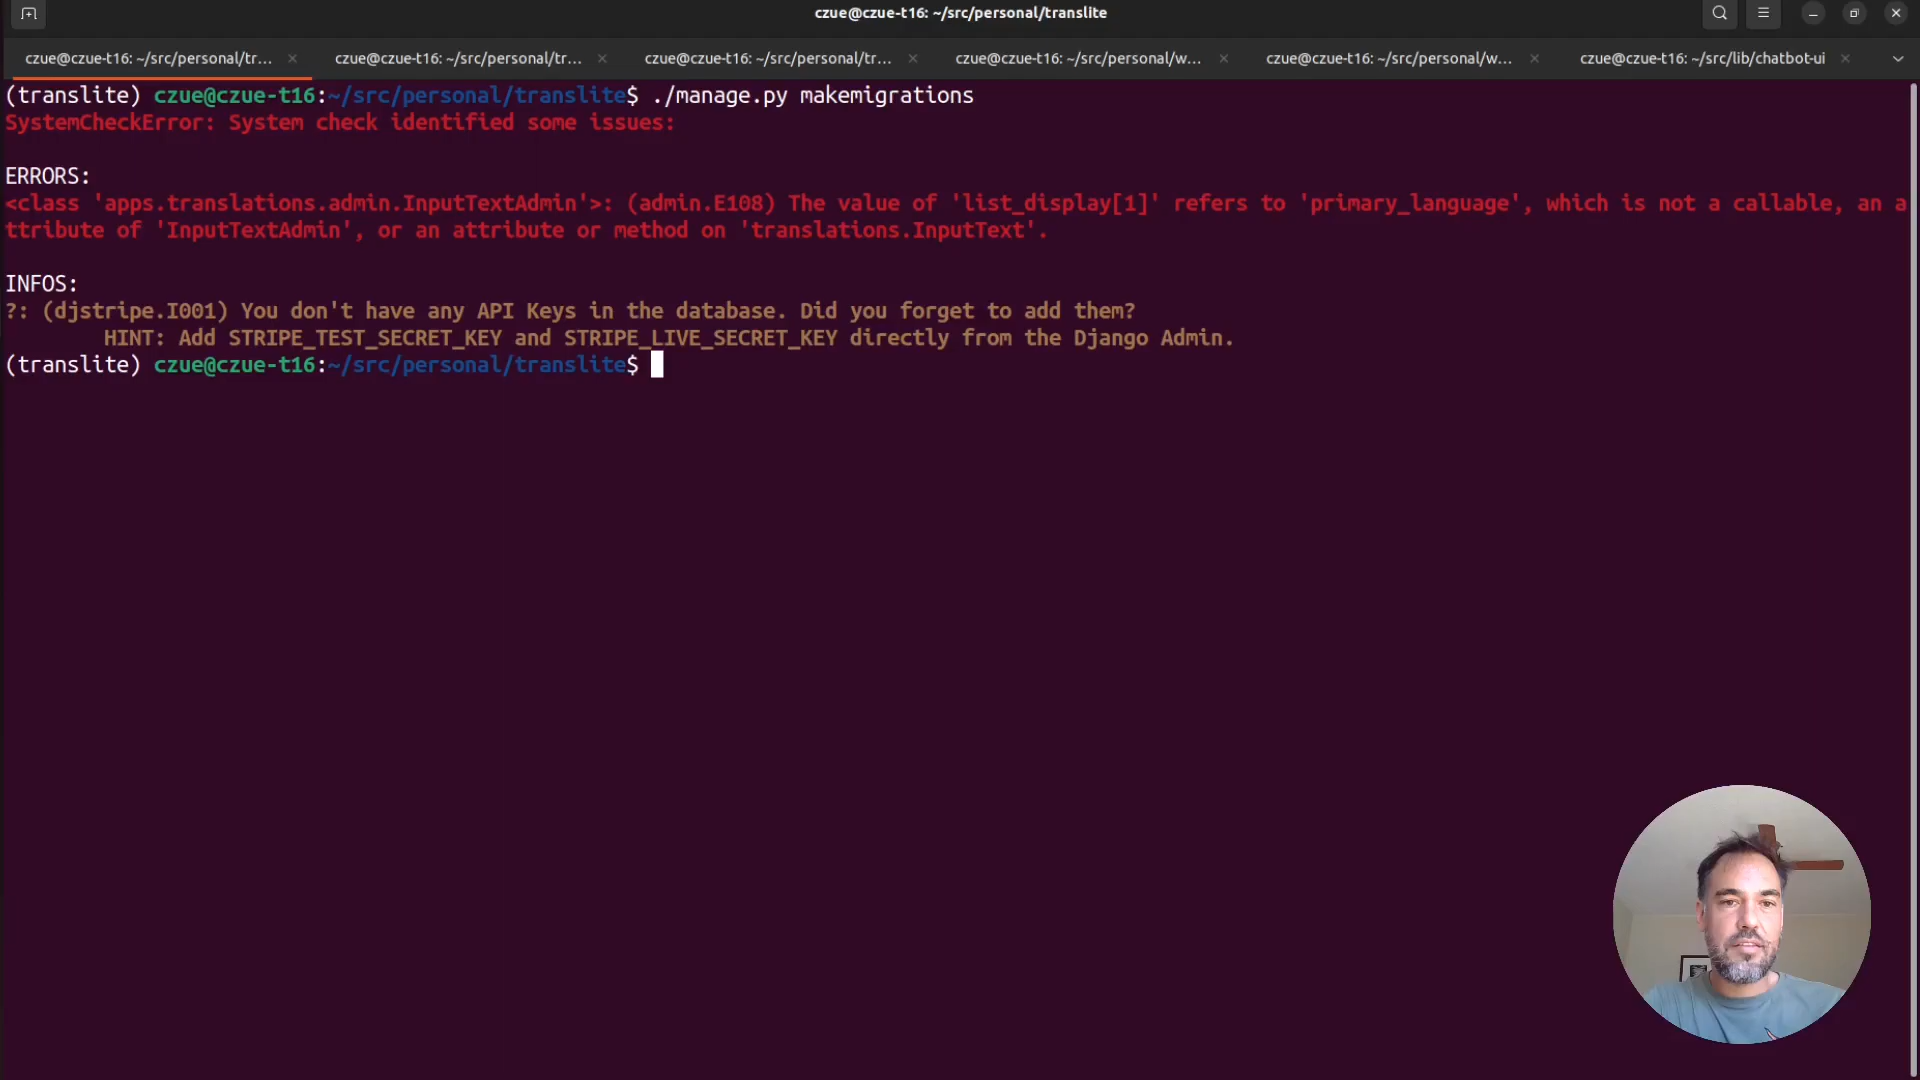 czue@czue-t16: ~/src/personal/translite
czue@czue-t16: ~/src/personal/tr... czue@czue-t16: ~/src/personal/tr... czue@czue-t16: ~/src/personal/tr... czue@czue-t16: ~/src/personal/w... czue@czue-t16: ~/src/personal/w... czue@czue-t16: ~/src/lib/chatbot-ui
(translite) czue@czue-t16:~/src/personal/translite$ ./manage.py makemigrations
SystemCheckError: System check identified some issues:
ERRORS:
<class 'apps.translations.admin.InputTextAdmin'>: (admin.E108) The value of 'list_display[1]' refers to 'primary_language', which is not a callable, an a
ttribute of 'InputTextAdmin', or an attribute or method on 'translations.InputText'.
INFOS:
?: (djstripe.I001) You don't have any API Keys in the database. Did you forget to add them?
HINT: Add STRIPE_TEST_SECRET_KEY and STRIPE_LIVE_SECRET_KEY directly from the Django Admin.
(translite) czue@czue-t16:~/src/personal/translite$